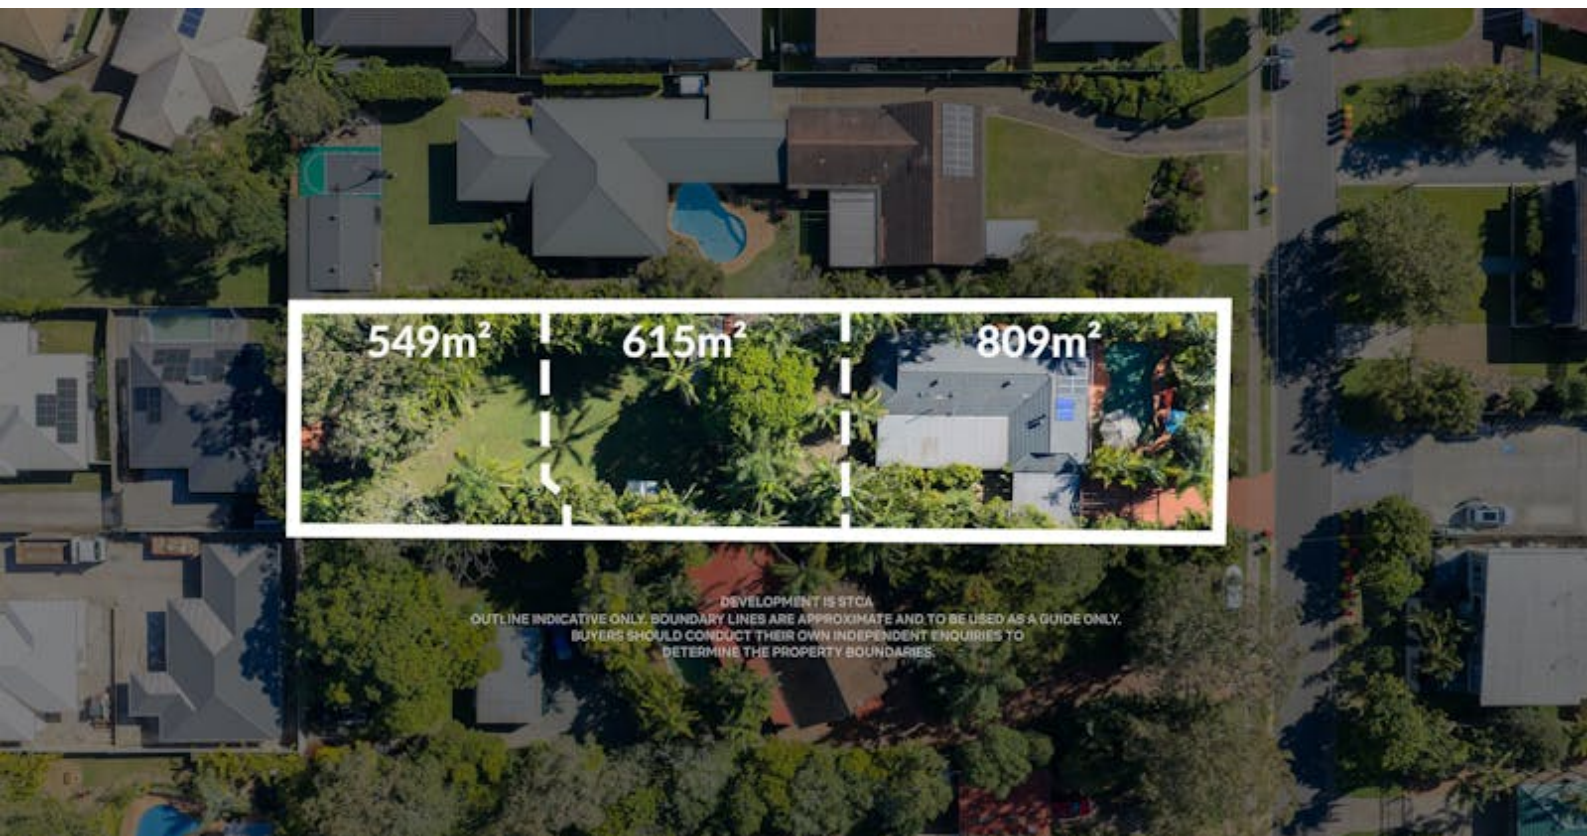 549m²
615m²
809m²
DEVELOPMENT IS STCA
OUTLINE INDICATIVE ONLY. BOUNDARY LINES ARE APPROXIMATE AND TO BE USED AS A GUIDE ONLY.
BUYERS SHOULD CONDUCT THEIR OWN INDEPENDENT ENQUIRIES TO
DETERMINE THE PROPERTY BOUNDARIES.